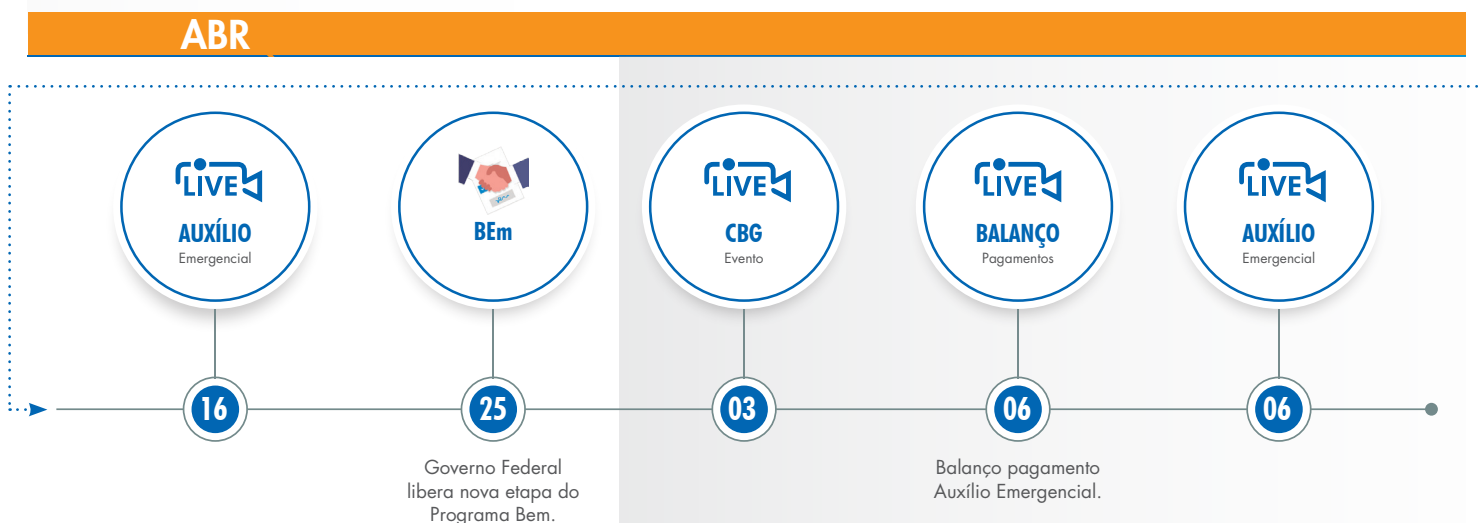 ABR
LIVE
AUXÍLIO
Emergencial
BEm
LIVE
CBG
Evento
LIVE
BALANÇO
Pagamentos
LIVE
AUXÍLIO
Emergencial
16
25
03
06
06
Governo Federal
libera nova etapa do
Programa Bem.
Balanço pagamento
Auxílio Emergencial.